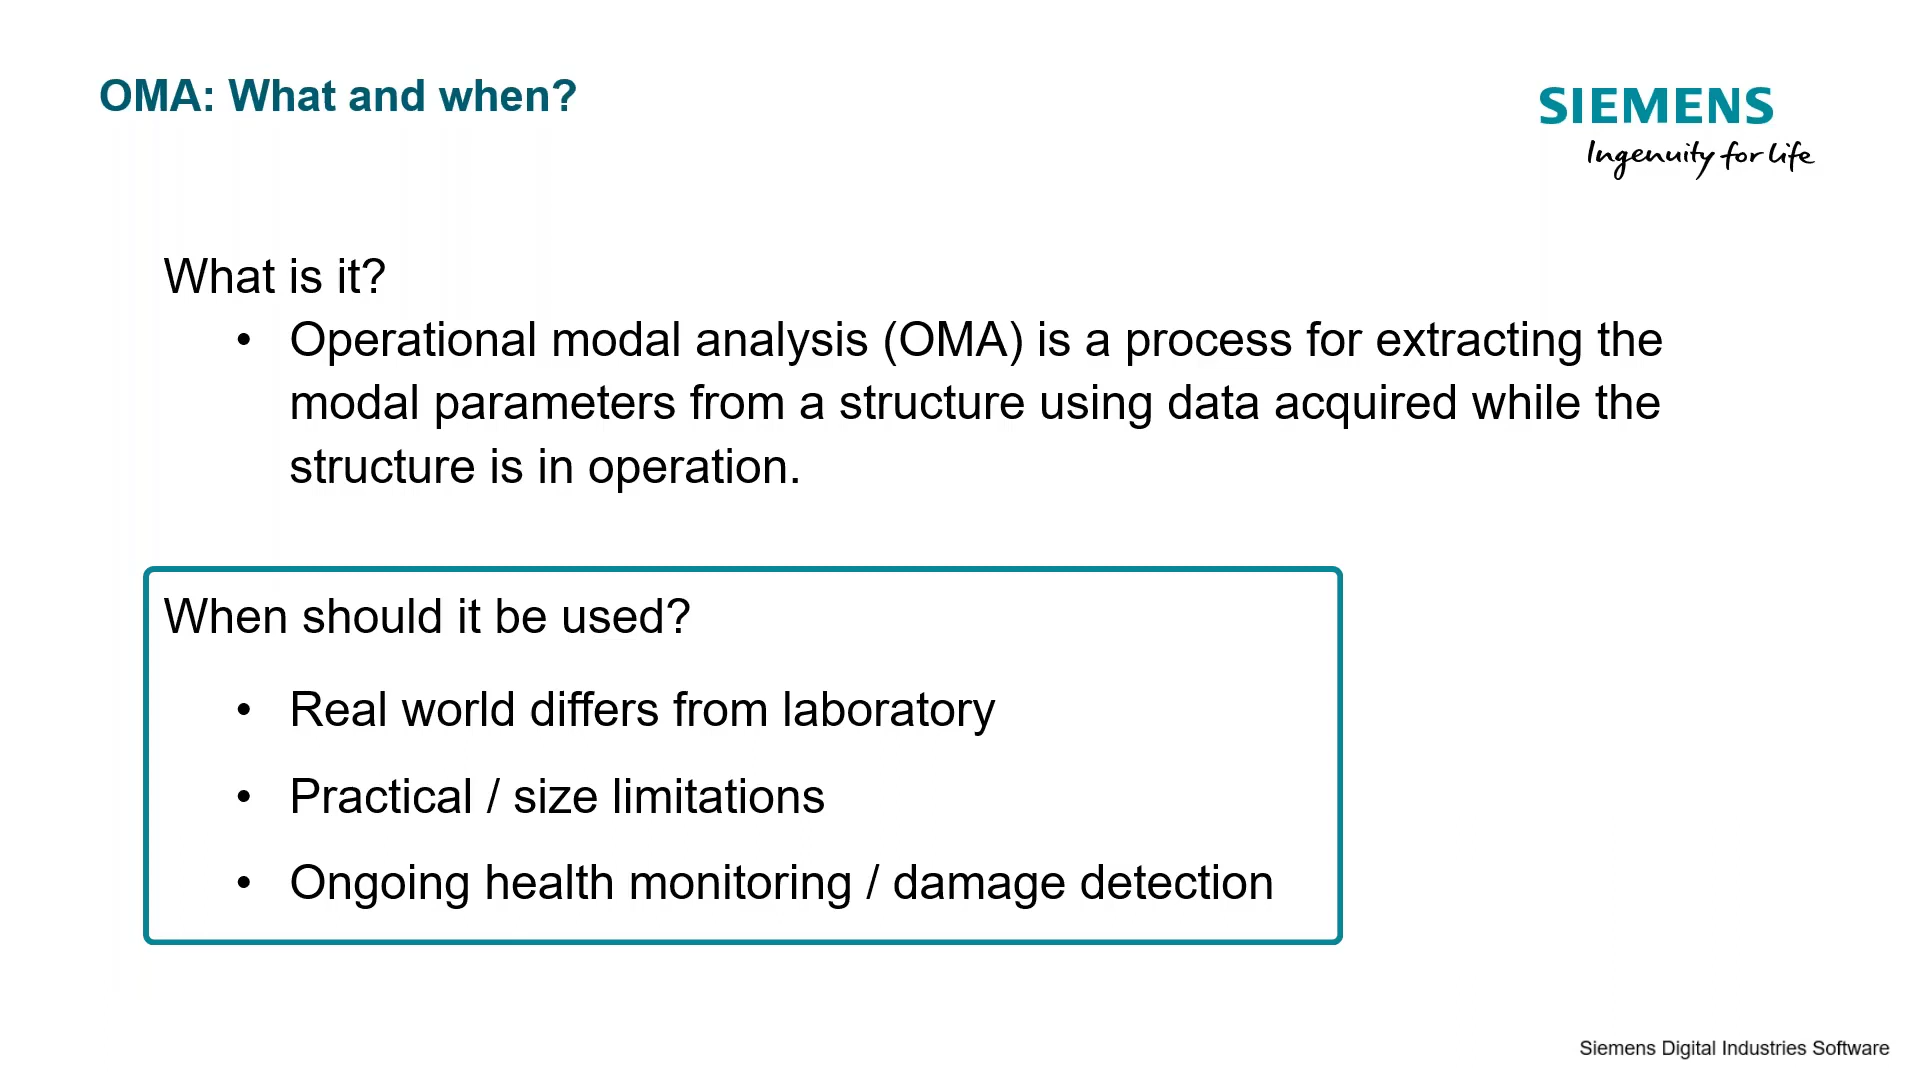 OMA: What and when?
SIEMENS
Ingenuity for life
What is it?
• Operational modal analysis (OMA) is a process for extracting the
modal parameters from a structure using data acquired while the
structure is in operation.
When should it be used?
• Real world differs from laboratory
• Practical / size limitations
• Ongoing health monitoring / damage detection
Siemens Digital Industries Software